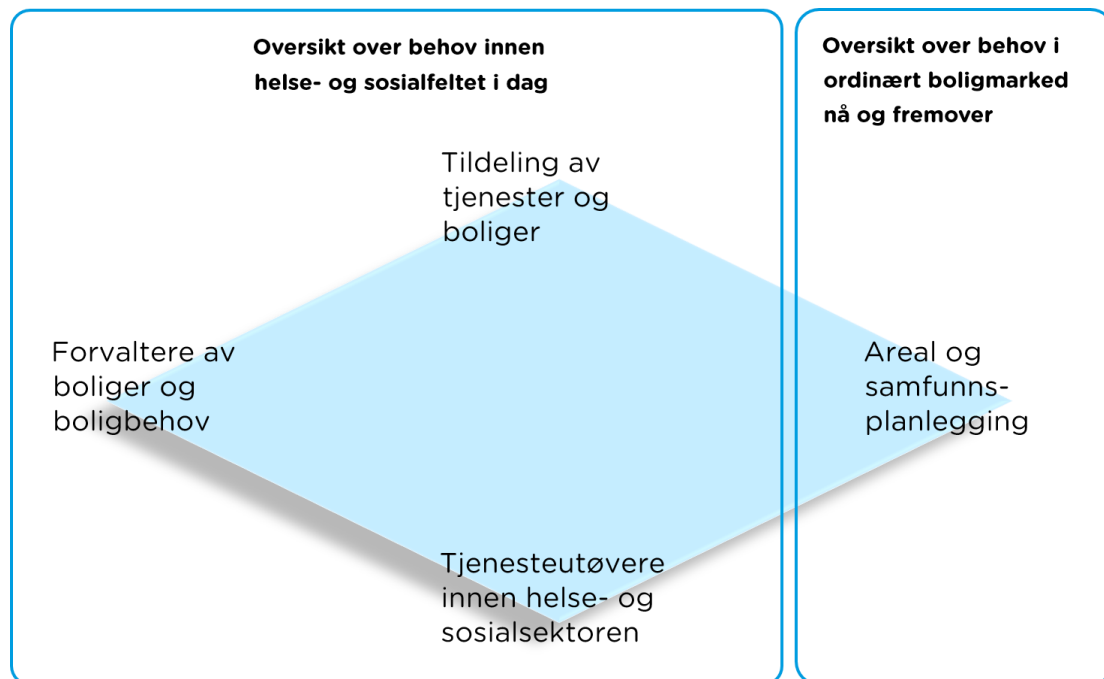 Oversikt over behov innen
helse- og sosialfeltet i dag
Oversikt over behov i
ordinært boligmarked
nå og fremover
Tildeling av
tjenester og
boliger
Forvaltere av
boliger og
boligbehov
Areal og
samfunns-
planlegging
Tjenesteutøvere
innen helse- og
sosialsektoren